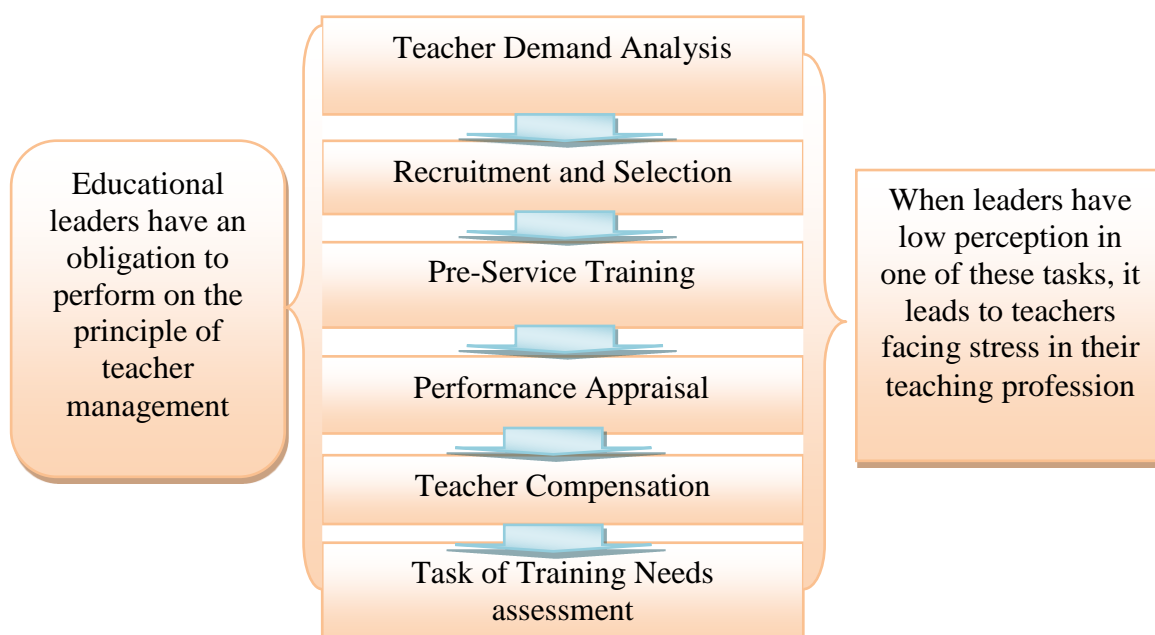 Educational
leaders have an
obligation to
perform on the
principle of
teacher
management
Teacher Demand Analysis
Recruitment and Selection
Pre-Service Training
Performance Appraisal
Teacher Compensation
Task of Training Needs
assessment
When leaders have
low perception in
one of these tasks, it
leads to teachers
facing stress in their
teaching profession